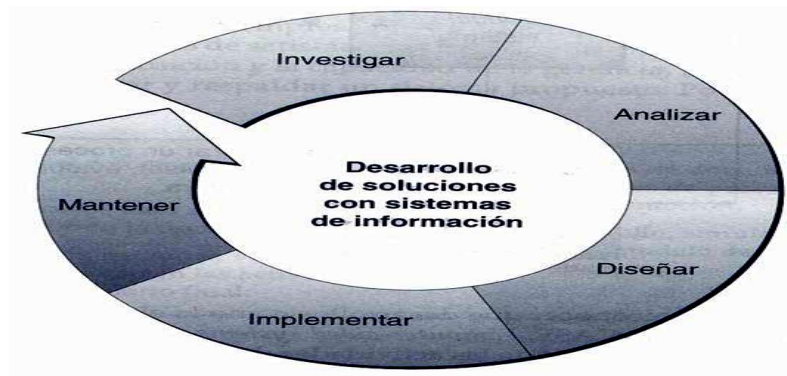 Investigar
Analizar
Diseñar
Implementar
Mantener
Desarrollo
de soluciones
con sistemas
de información